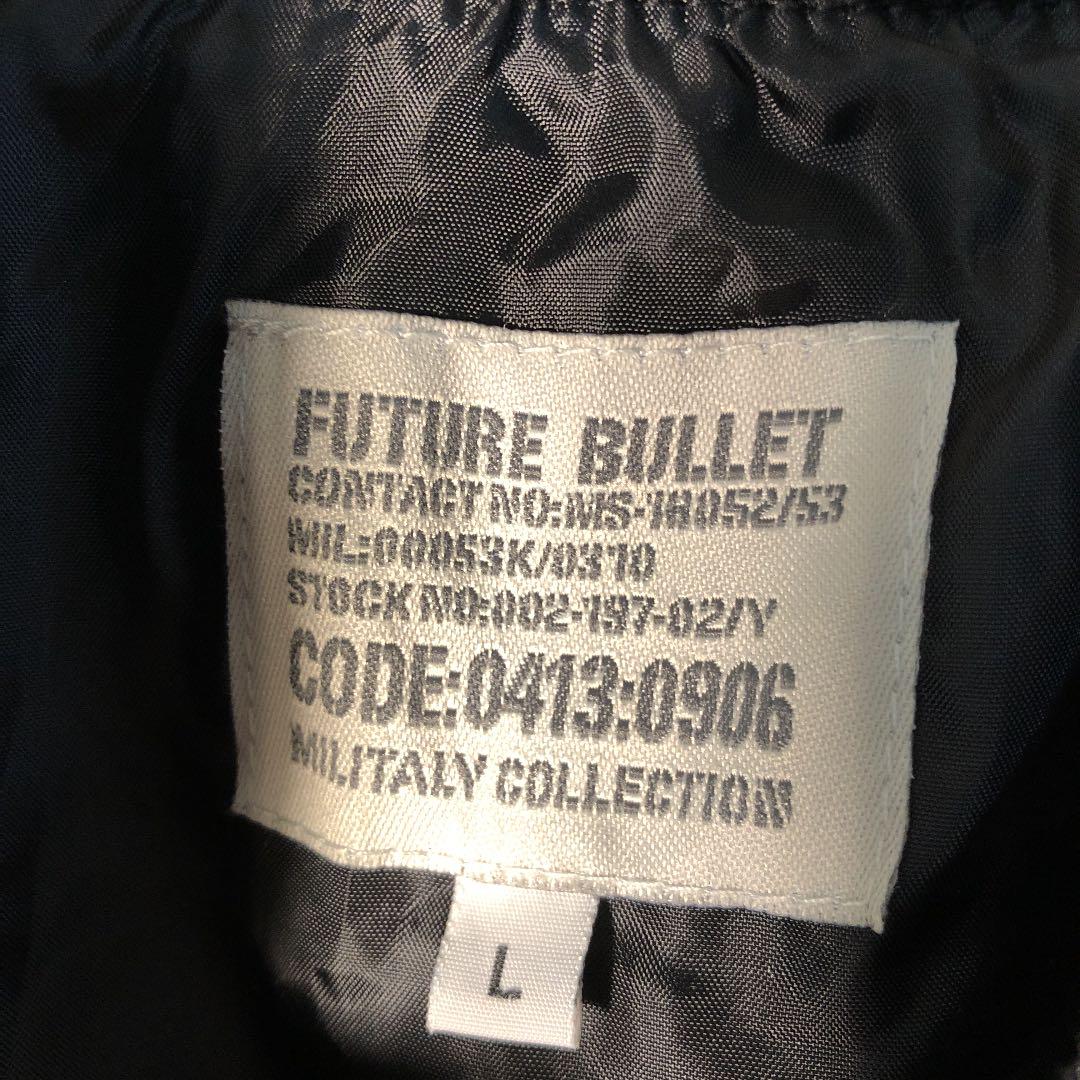 FUTURE BULLET
CONTACT NO:MS-18052/53
MIL:00053K/0310
STOCK NO:002-197-02/Y
CODE:0413:0906
MILITALY COLLECTION
L